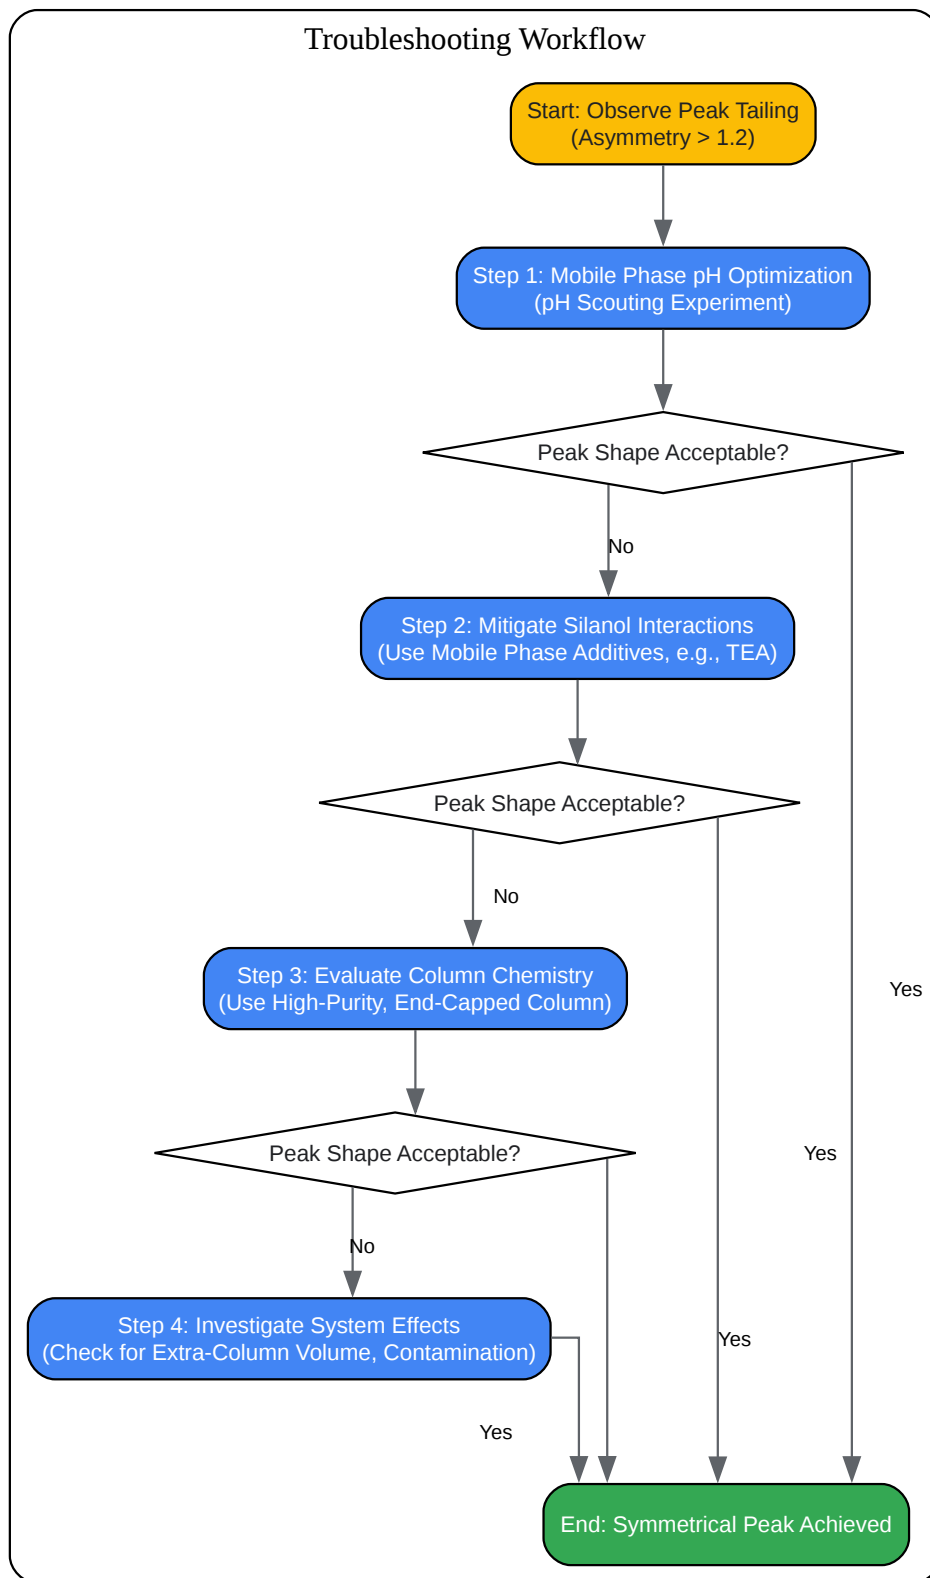 Troubleshooting Workflow
Start: Observe Peak Tailing
(Asymmetry > 1.2)
Step 1: Mobile Phase pH Optimization
(pH Scouting Experiment)
Peak Shape Acceptable?
No
Step 2: Mitigate Silanol Interactions
(Use Mobile Phase Additives, e.g., TEA)
Peak Shape Acceptable?
No
Step 3: Evaluate Column Chemistry
(Use High-Purity, End-Capped Column)
Yes
Peak Shape Acceptable?
Yes
No
Step 4: Investigate System Effects
(Check for Extra-Column Volume, Contamination)
Yes
Yes
End: Symmetrical Peak Achieved